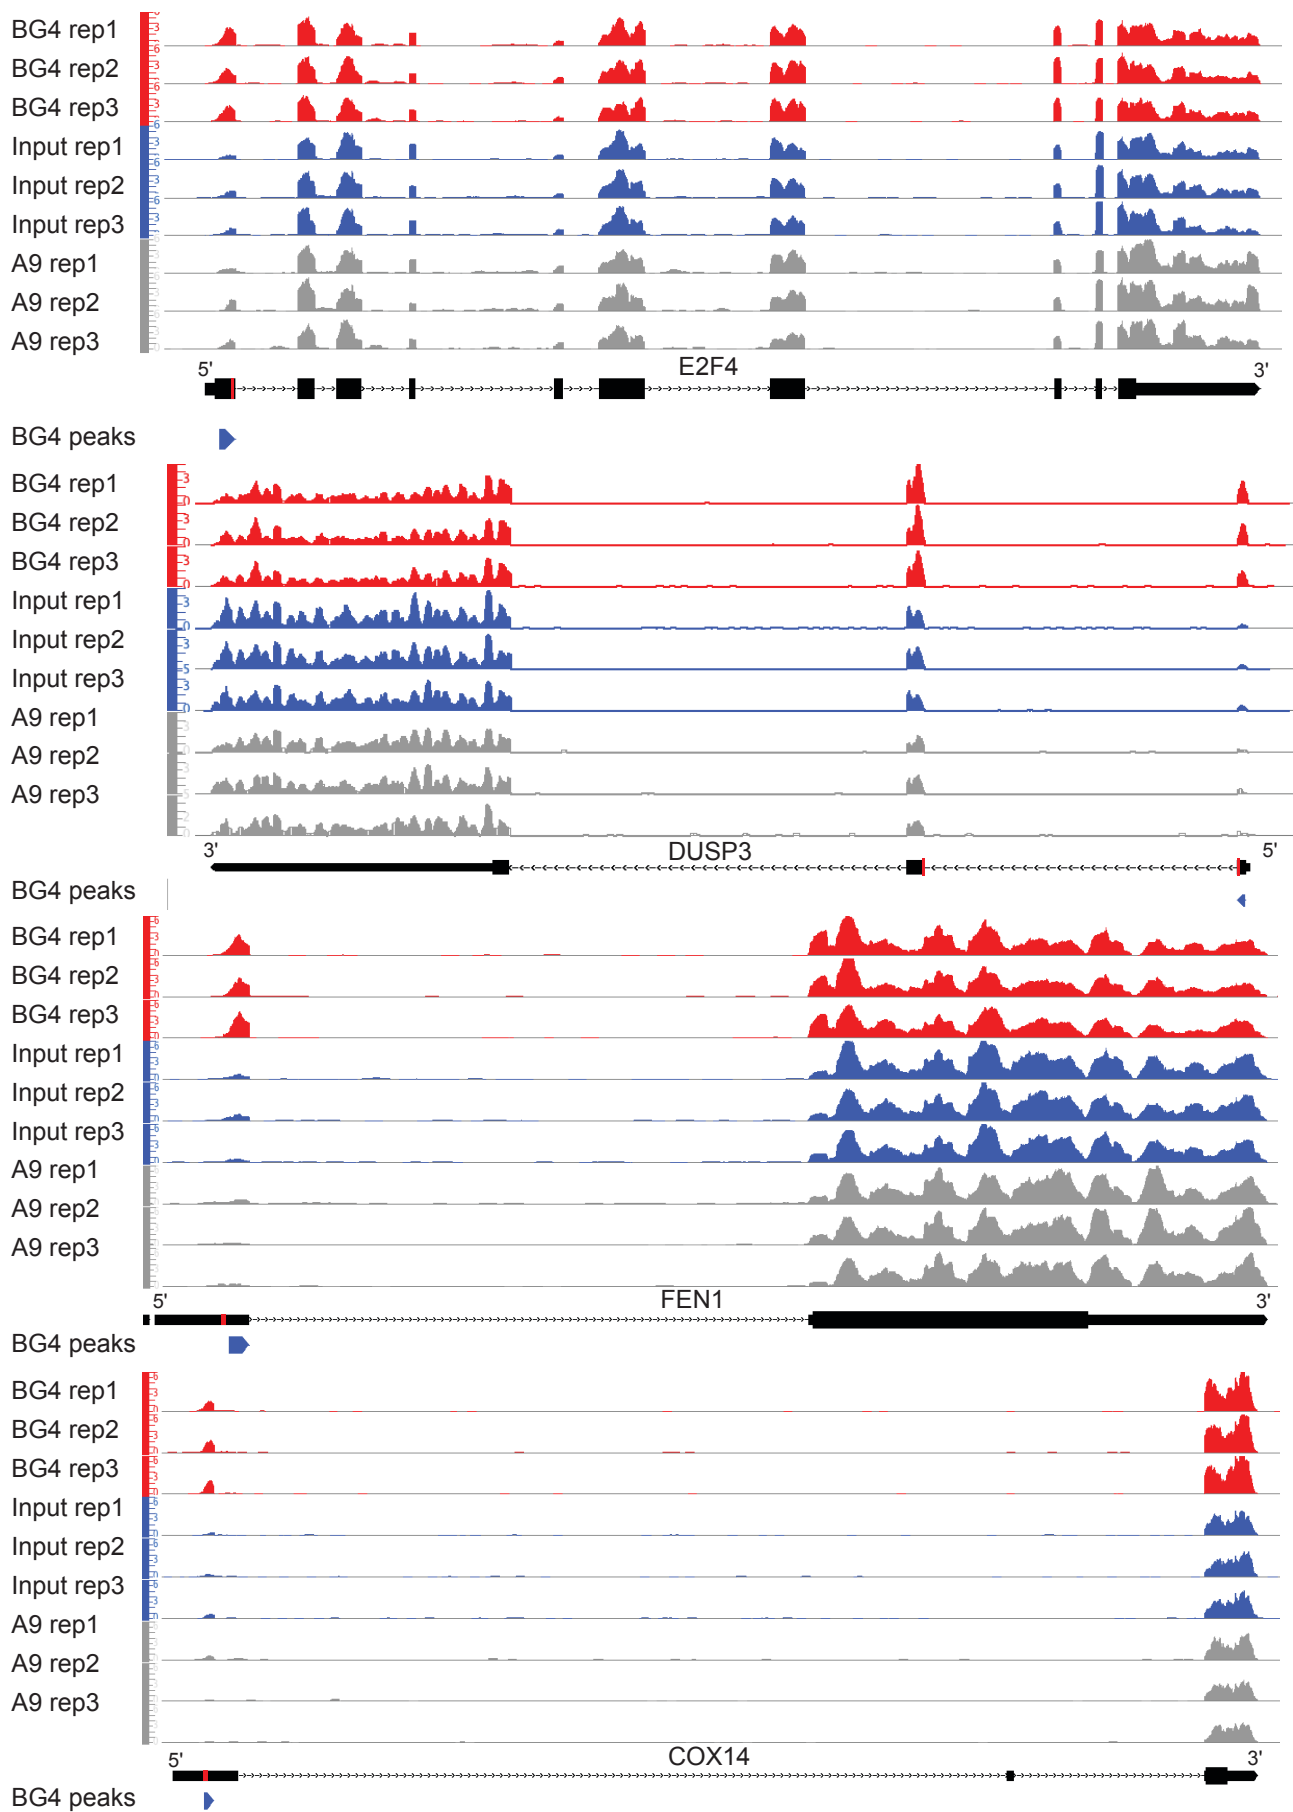 BG4 rep1
BG4 rep2
BG4 rep3
Input rep1
Input rep2
Input rep3
A9 rep1
A9 rep2
A9 rep3
5' E2F4 3'
BG4 peaks
BG4 rep1
BG4 rep2
BG4 rep3
Input rep1
Input rep2
Input rep3
A9 rep1
A9 rep2
A9 rep3
3' DUSP3 5'
BG4 peaks
BG4 rep1
BG4 rep2
BG4 rep3
Input rep1
Input rep2
Input rep3
A9 rep1
A9 rep2
A9 rep3
5' FEN1 3'
BG4 peaks
BG4 rep1
BG4 rep2
BG4 rep3
Input rep1
Input rep2
Input rep3
A9 rep1
A9 rep2
A9 rep3
5' COX14 3'
BG4 peaks